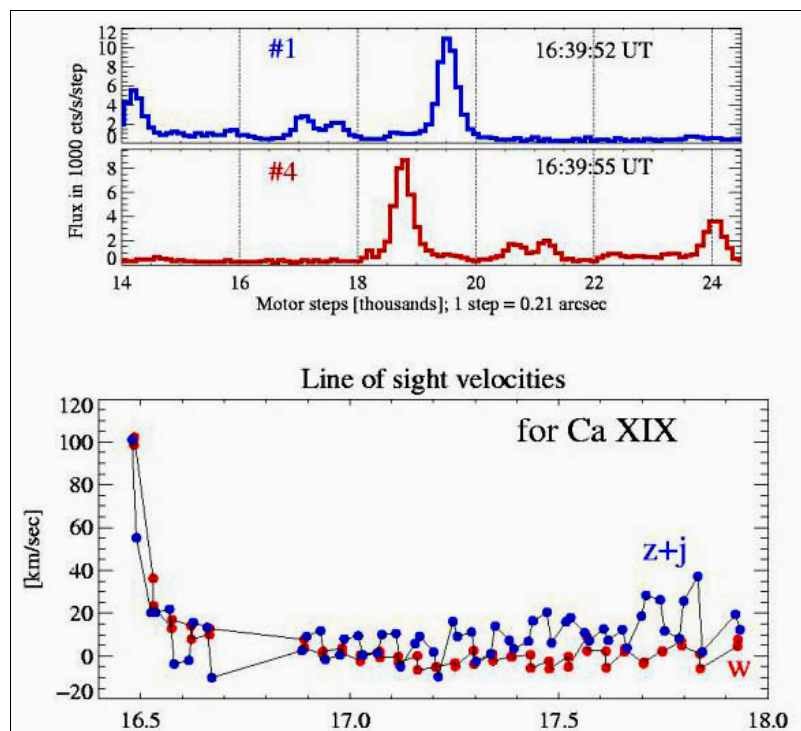 12
10
8
6
4
2
0
#1
16:39:52 UT
8
6
4
2
0
#4
16:39:55 UT
Flux in 1000 cts/s/step
14 16 18 20 22 24
Motor steps [thousands]; 1 step = 0.21 arcsec
Line of sight velocities
120
100
80
60
40
20
0
−20
[km/sec]
for Ca XIX
z+j
w
16.5 17.0 17.5 18.0